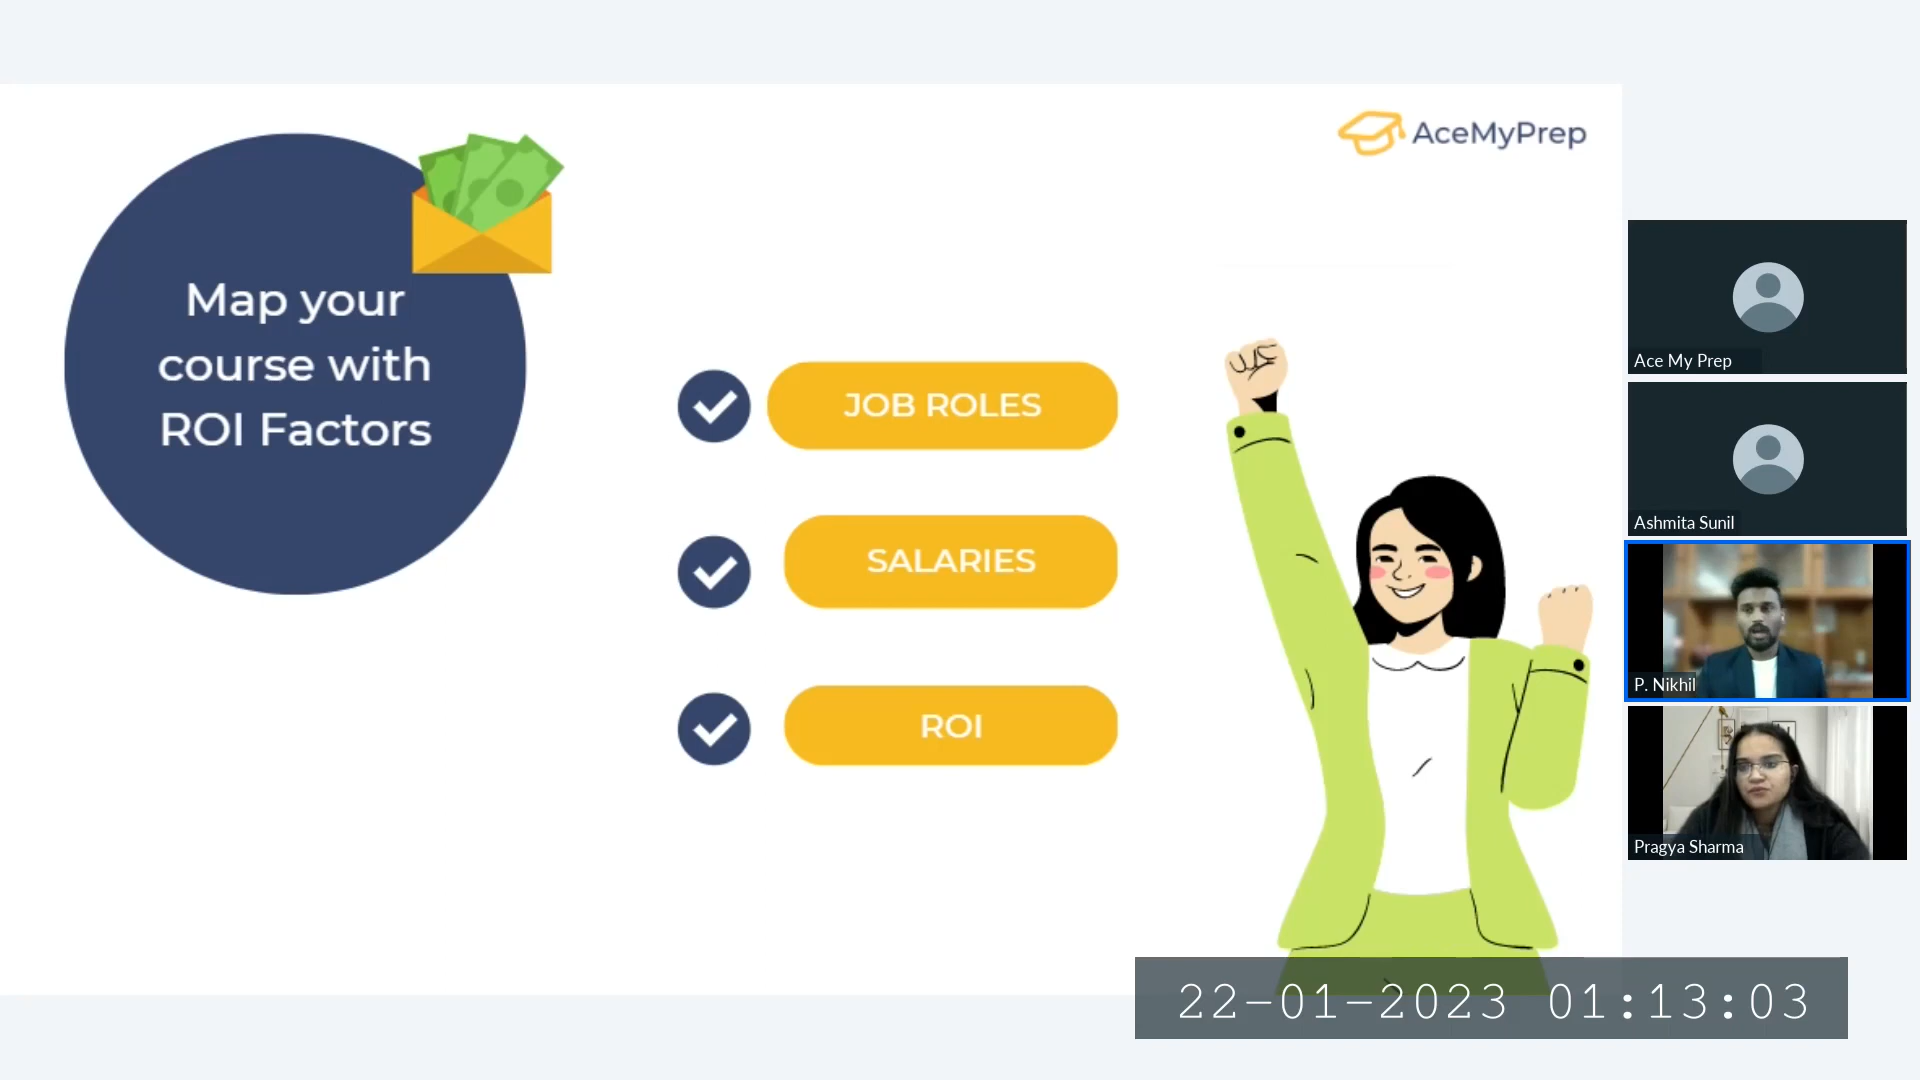 AceMyPrep
Map your
course with
ROI Factors
JOB ROLES
SALARIES
ROI
Ace My Prep
Ashmita Sunil
P. Nikhil
Pragya Sharma
22-01-2023 01:13:03